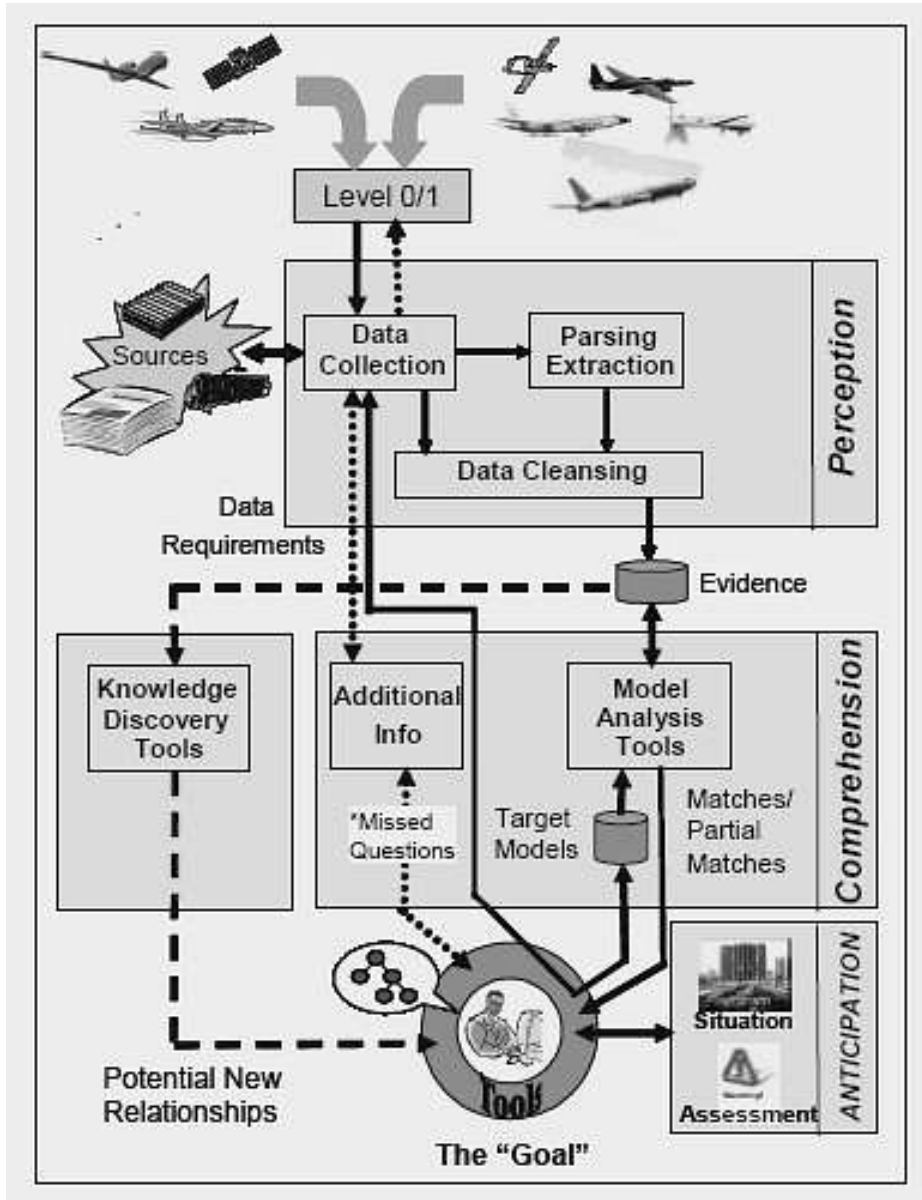 Level 0/1
Sources
Data
Collection
Parsing
Extraction
Data Cleansing
Perception
Data
Requirements
Evidence
Knowledge
Discovery
Tools
Additional
Info
Model
Analysis
Tools
*Missed
Questions
Target
Models
Matches/
Partial
Matches
Comprehension
Situation
Assessment
ANTICIPATION
Potential New
Relationships
Tools
The “Goal”